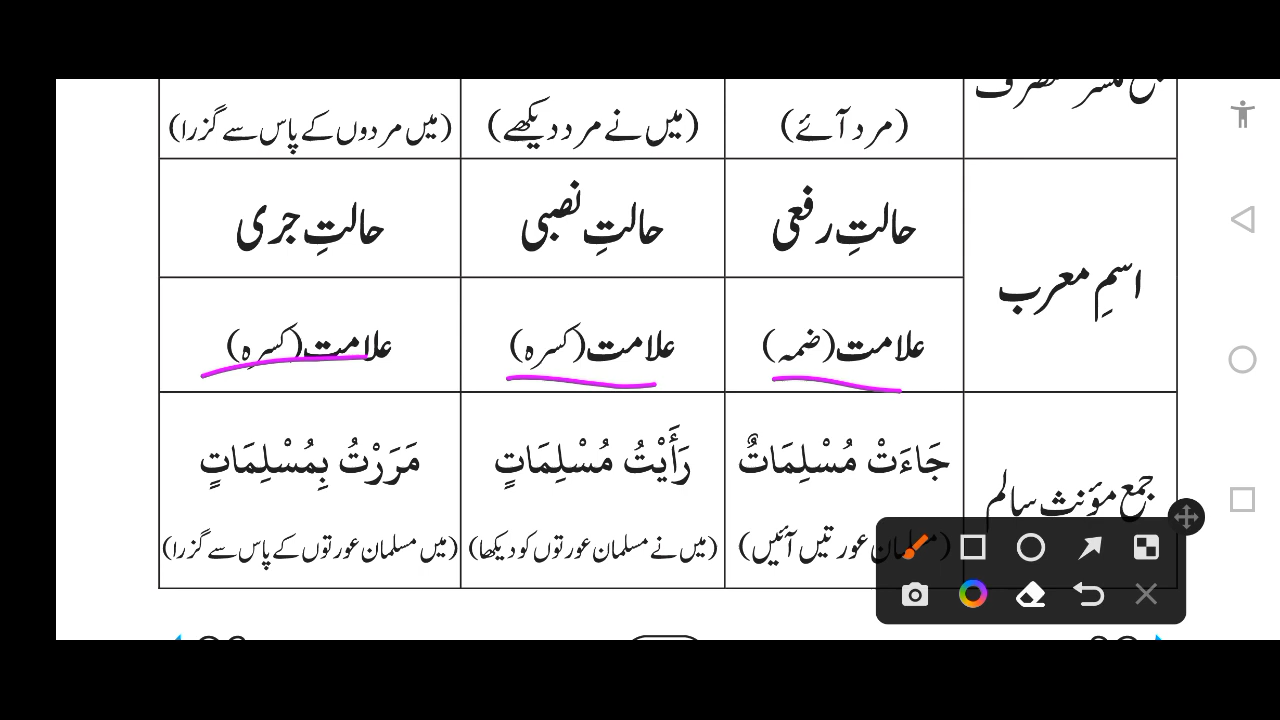 (مرد آئے) (میں نے مرد دیکھے) (میں مردوں کے پاس سے گزرا)
اسمِ معرب
حالتِ رفعی حالتِ نصبی حالتِ جری
علامت (ضمہ) علامت (کسرہ) علامت (کسرہ)
جمع مؤنث سالم
جَاءَتْ مُسْلِمَاتٌ رَأَيْتُ مُسْلِمَاتٍ مَرَرْتُ بِمُسْلِمَاتٍ
(مسلمان عورتیں آئیں) (میں نے مسلمان عورتوں کو دیکھا) (میں مسلمان عورتوں کے پاس سے گزرا)